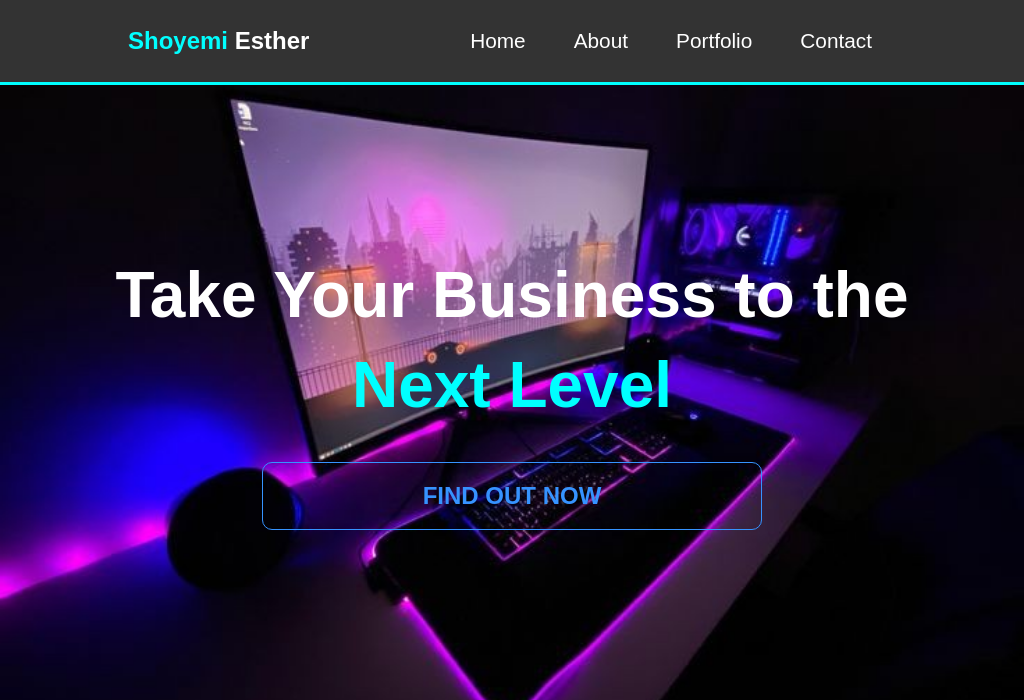 Shoyemi Esther
Home About Portfolio Contact
Take Your Business to the
Next Level
FIND OUT NOW